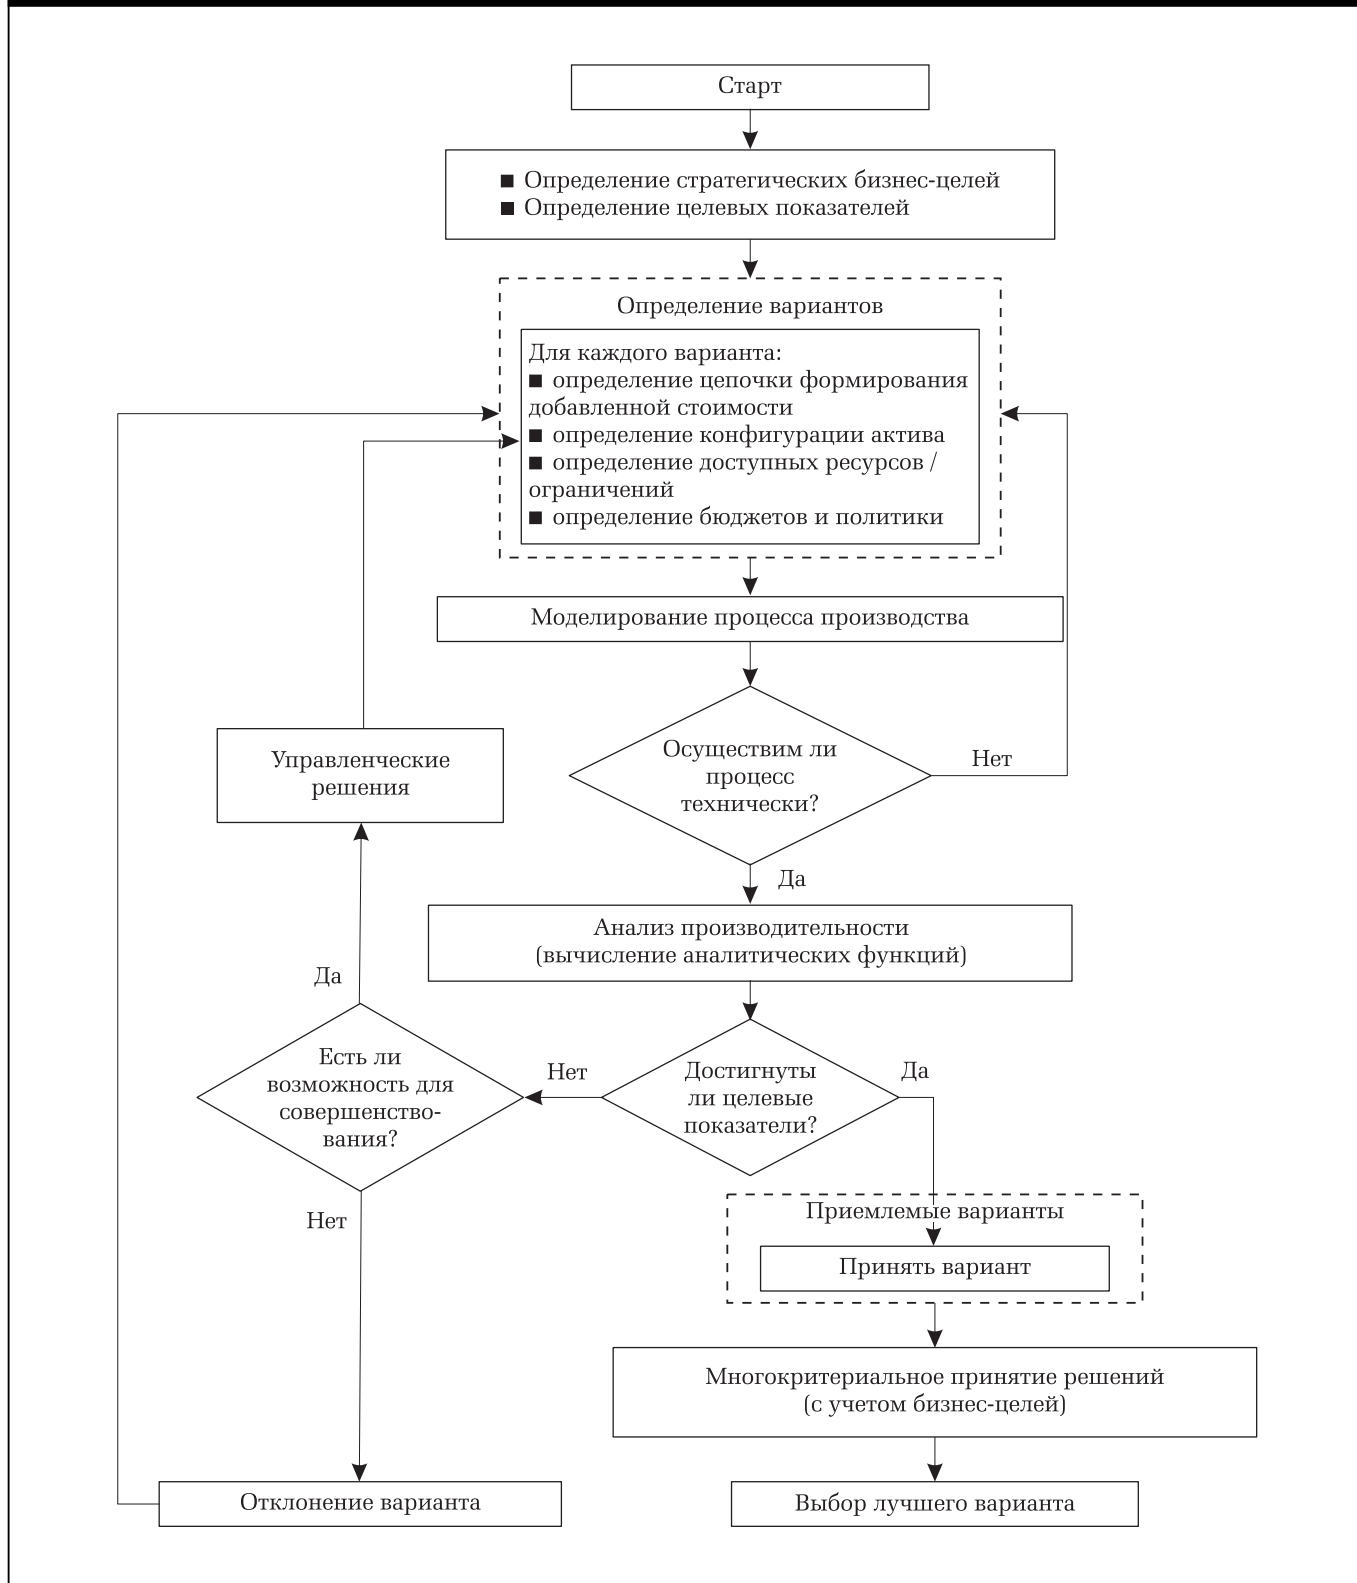 Старт
■ Определение стратегических бизнес-целей
■ Определение целевых показателей
Определение вариантов
Для каждого варианта:
■ определение цепочки формирования
добавленной стоимости
■ определение конфигурации актива
■ определение доступных ресурсов /
ограничений
■ определение бюджетов и политики
Моделирование процесса производства
Осуществим ли
процесс
технически?
Нет
Управленческие
решения
Да
Анализ производительности
(вычисление аналитических функций)
Да
Есть ли
возможность для
совершенство-
вания?
Нет
Достигнуты
ли целевые
показатели?
Да
Нет
Приемлемые варианты
Принять вариант
Многокритериальное принятие решений
(с учетом бизнес-целей)
Отклонение варианта
Выбор лучшего варианта